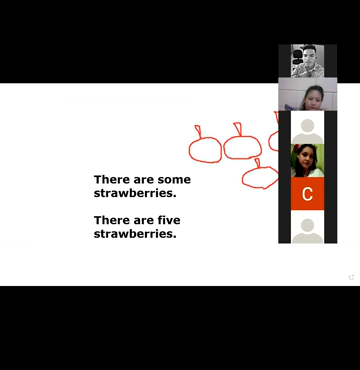 There are some
strawberries.
There are five
strawberries.
C